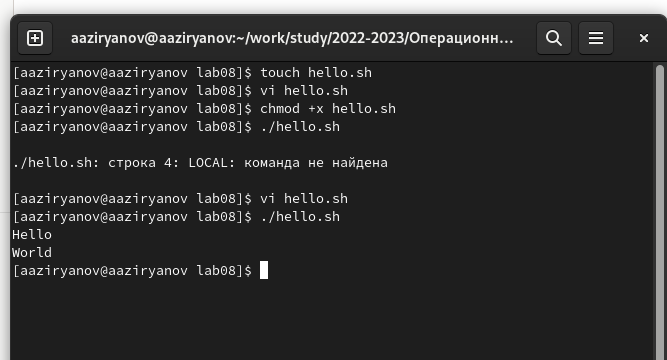 aaziryanov@aaziryanov:~/work/study/2022-2023/Операционн...
[aaziryanov@aaziryanov lab08]$ touch hello.sh
[aaziryanov@aaziryanov lab08]$ vi hello.sh
[aaziryanov@aaziryanov lab08]$ chmod +x hello.sh
[aaziryanov@aaziryanov lab08]$ ./hello.sh
./hello.sh: строка 4: LOCAL: команда не найдена
[aaziryanov@aaziryanov lab08]$ vi hello.sh
[aaziryanov@aaziryanov lab08]$ ./hello.sh
Hello
World
[aaziryanov@aaziryanov lab08]$